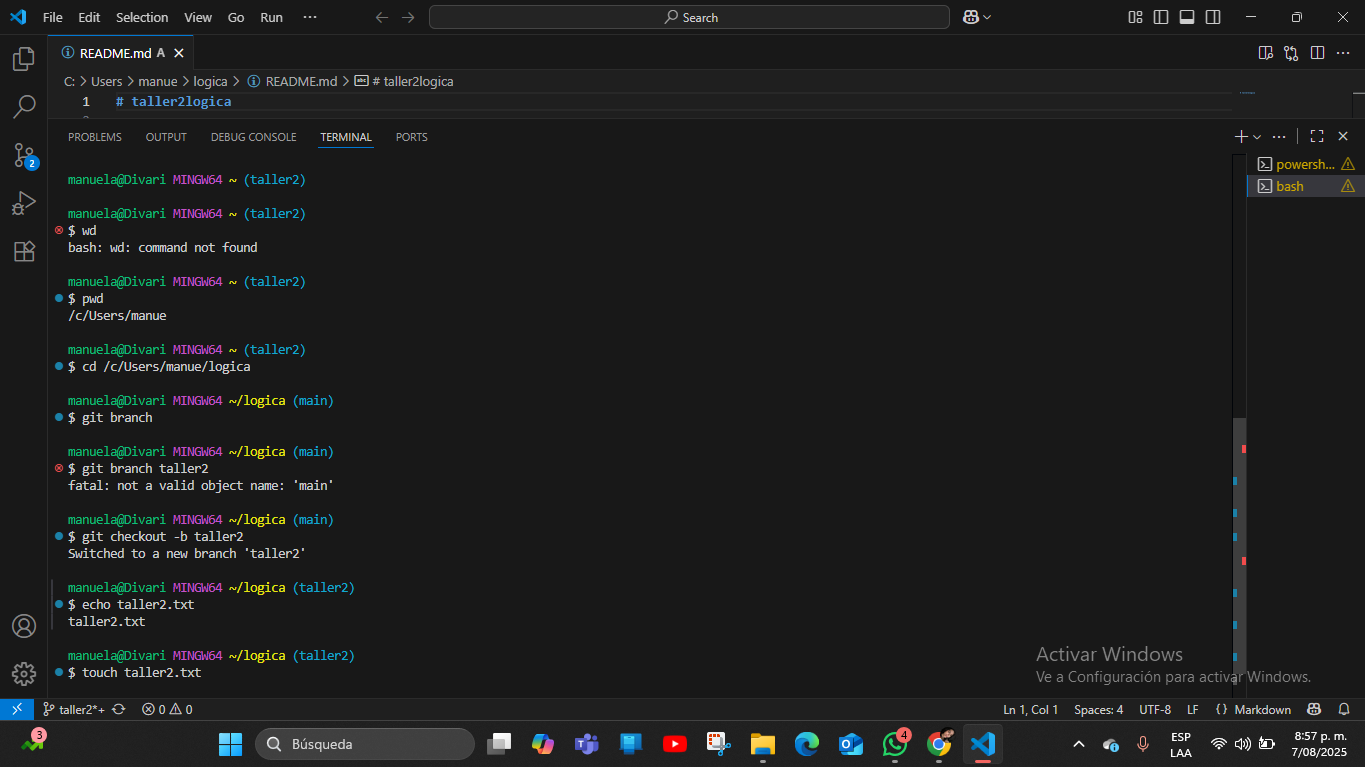 File Edit Selection View Go Run ··· Search
README.md A
C: > Users > manue > logica > README.md > # taller2logica
1 # taller2logica
PROBLEMS OUTPUT DEBUG CONSOLE TERMINAL PORTS
powersh...
bash
manuela@Divari MINGW64 ~ (taller2)
manuela@Divari MINGW64 ~ (taller2)
$ wd
bash: wd: command not found
manuela@Divari MINGW64 ~ (taller2)
$ pwd
/c/Users/manue
manuela@Divari MINGW64 ~ (taller2)
$ cd /c/Users/manue/logica
manuela@Divari MINGW64 ~/logica (main)
$ git branch
manuela@Divari MINGW64 ~/logica (main)
$ git branch taller2
fatal: not a valid object name: 'main'
manuela@Divari MINGW64 ~/logica (main)
$ git checkout -b taller2
Switched to a new branch 'taller2'
manuela@Divari MINGW64 ~/logica (taller2)
$ echo taller2.txt
taller2.txt
manuela@Divari MINGW64 ~/logica (taller2)
$ touch taller2.txt
Activar Windows
Ve a Configuración para activar Windows.
2
taller2*+ 0 0 Ln 1, Col 1 Spaces: 4 UTF-8 LF {} Markdown
3 Búsqueda 4 ESP 8:57 p. m.
LAA 7/08/2025